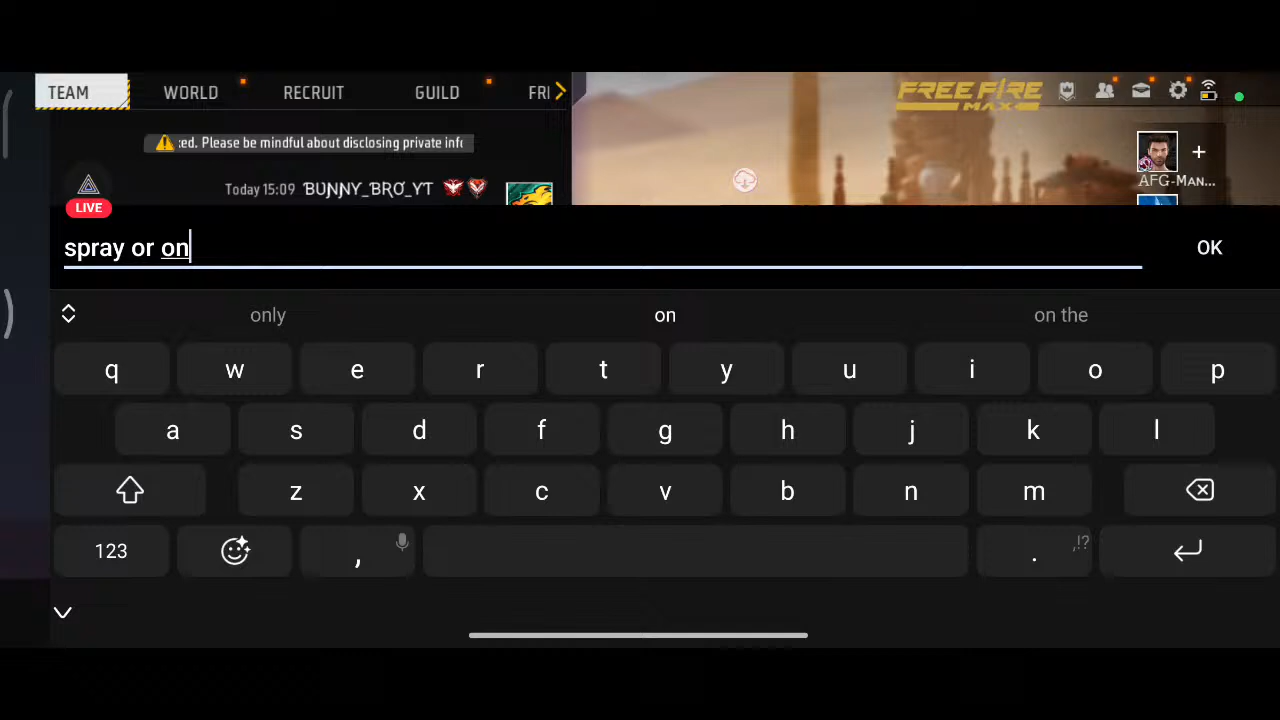 TEAM WORLD RECRUIT GUILD FRI
FREE FIRE
MAX
ed. Please be mindful about disclosing private info
Today 15:09 BUNNY_BRO_YT
AFG-MAN...
LIVE
spray or on
OK
only on on the
q w e r t y u i o p
a s d f g h j k l
z x c v b n m
123 , . ,!?